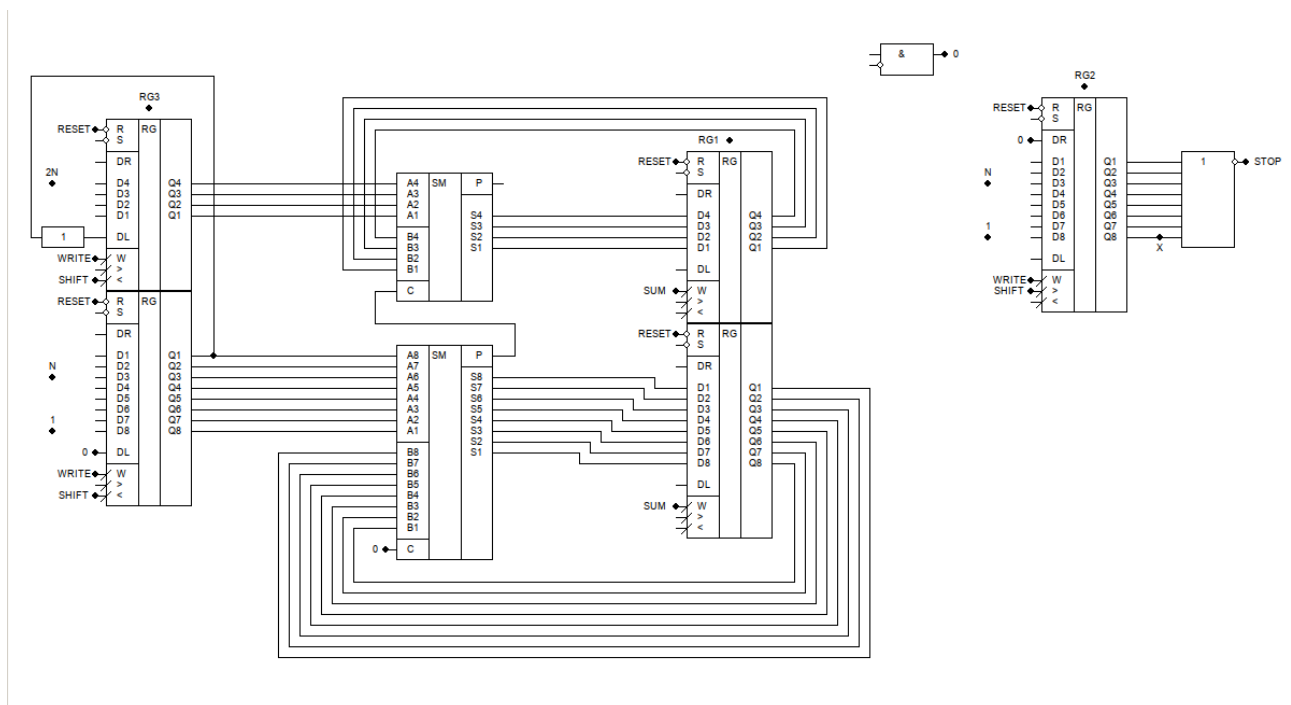 & 0
RG2
RG3
RESET R RG
S
DR
2N
D4 Q4
D3 Q3
D2 Q2
D1 Q1
1 DL
WRITE W
>
SHIFT <
RESET R RG
S
DR
D1 Q1
D2 Q2
N D3 Q3
D4 Q4
D5 Q5
D6 Q6
1 D7 Q7
D8 Q8
0 DL
WRITE W
>
SHIFT <
A4 SM P
A3
A2 S4
A1 S3
S2
B4 S1
B3
B2
B1
C
A8 SM P
A7
A6 S8
A5 S7
A4 S6
A3 S5
A2 S4
A1 S3
S2
B8 S1
B7
B6
B5
B4
B3
B2
B1
0 C
RG1
RESET R RG
S
DR
D4 Q4
D3 Q3
D2 Q2
D1 Q1
DL
SUM W
>
<
RESET R RG
S
DR
D1 Q1
D2 Q2
D3 Q3
D4 Q4
D5 Q5
D6 Q6
D7 Q7
D8 Q8
DL
SUM W
>
<
RESET R RG
S
0 DR
D1 Q1 1 STOP
D2 Q2
N D3 Q3
D4 Q4
D5 Q5
D6 Q6
1 D7 Q7
D8 Q8
X
DL
WRITE W
SHIFT >
<